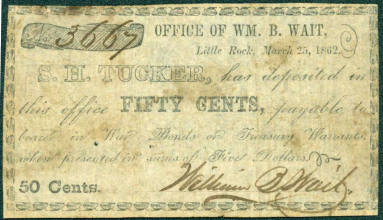 No. 3667
OFFICE OF WM. B. WAIT,
Little Rock, March 25, 1862.
S. H. TUCKER, has deposited in
this office FIFTY CENTS, payable to
bearer in War Bonds or Treasury Warrants
when presented in sums of Five Dollars.
50 Cents.
William B. Wait